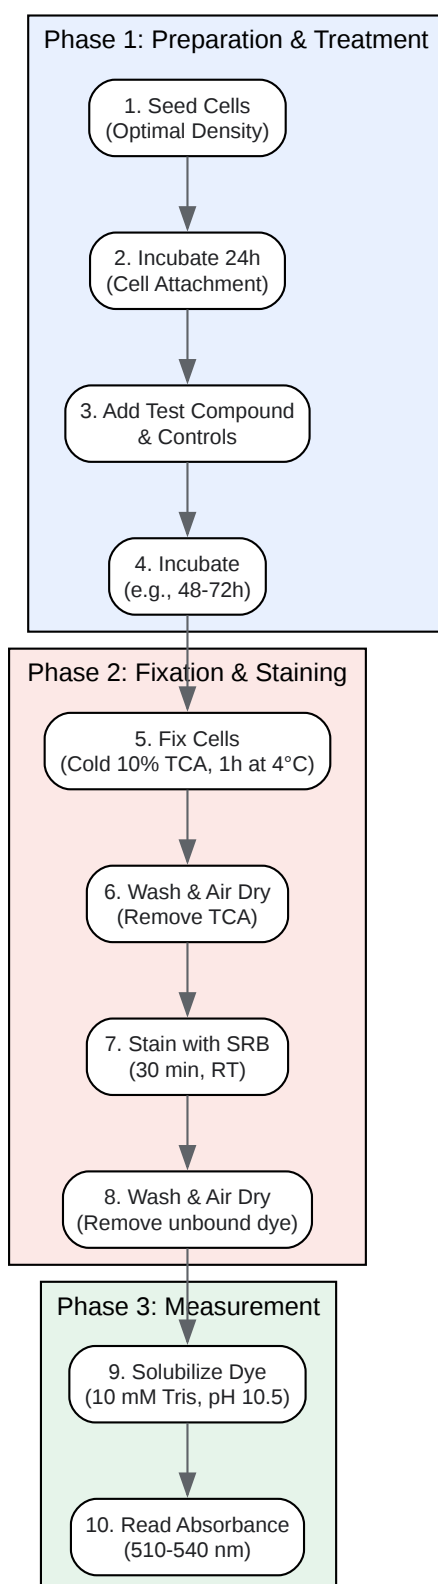 Phase 1: Preparation & Treatment
1. Seed Cells
(Optimal Density)
2. Incubate 24h
(Cell Attachment)
3. Add Test Compound
& Controls
4. Incubate
(e.g., 48-72h)
Phase 2: Fixation & Staining
5. Fix Cells
(Cold 10% TCA, 1h at 4°C)
6. Wash & Air Dry
(Remove TCA)
7. Stain with SRB
(30 min, RT)
8. Wash & Air Dry
(Remove unbound dye)
Phase 3: Measurement
9. Solubilize Dye
(10 mM Tris, pH 10.5)
10. Read Absorbance
(510-540 nm)